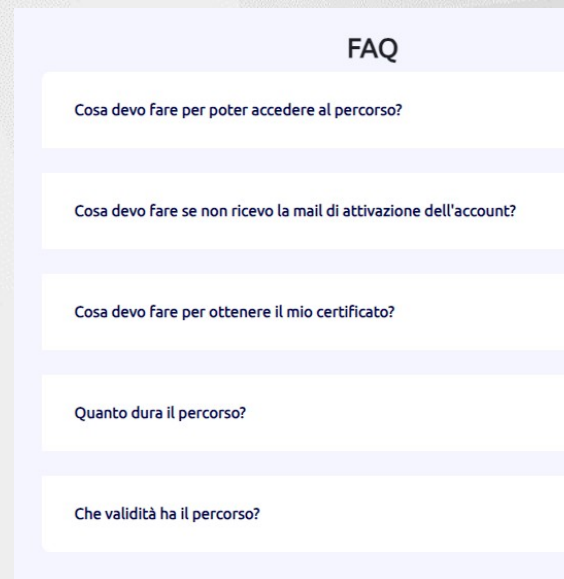 FAQ
Cosa devo fare per poter accedere al percorso?
Cosa devo fare se non ricevo la mail di attivazione dell'account?
Cosa devo fare per ottenere il mio certificato?
Quanto dura il percorso?
Che validità ha il percorso?